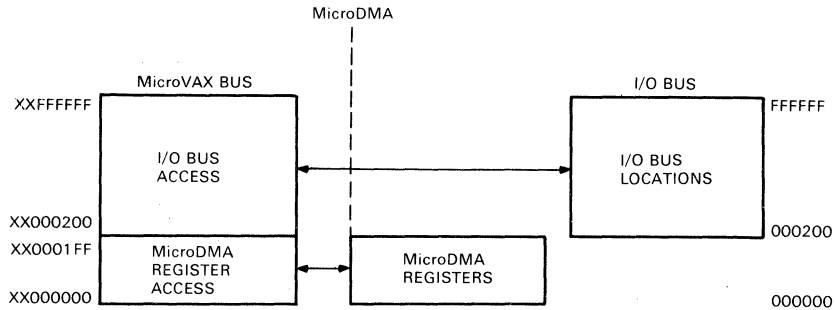 MicroDMA
MicroVAX BUS
I/O BUS
XXFFFFFF
FFFFFF
I/O BUS
ACCESS
I/O BUS
LOCATIONS
XX000200
000200
XX0001FF
MicroDMA
REGISTER
ACCESS
MicroDMA
REGISTERS
XX000000
000000